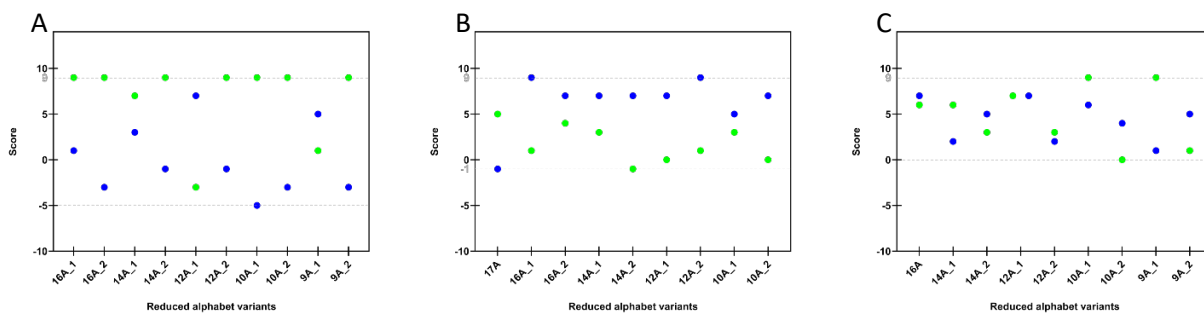 A
10
9
5
0
-5
-10
Score
16A_1 16A_2 14A_1 14A_2 12A_1 12A_2 10A_1 10A_2 9A_1 9A_2
Reduced alphabet variants
B
10
9
5
0
-1
-5
-10
Score
17A 16A_1 16A_2 14A_1 14A_2 12A_1 12A_2 10A_1 10A_2
Reduced alphabet variants
C
10
9
5
0
-5
-10
Score
16A 14A_1 14A_2 12A_1 12A_2 10A_1 10A_2 9A_1 9A_2
Reduced alphabet variants